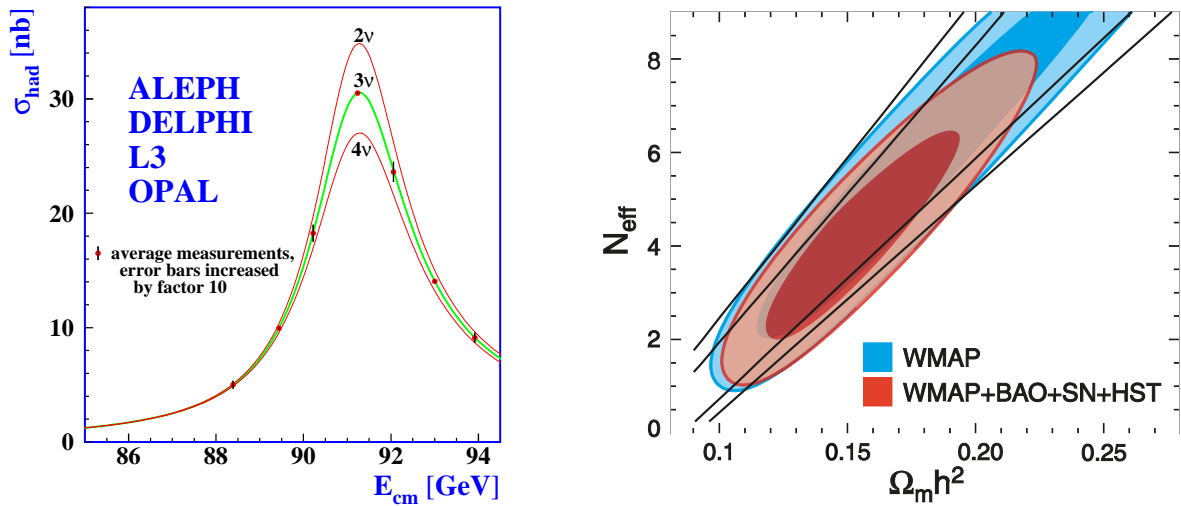 σhad [nb]
30
20
10
0
2ν
3ν
4ν
ALEPH
DELPHI
L3
OPAL
average measurements,
error bars increased
by factor 10
86 88 90 92 94
Ecm [GeV]
Neff
8
6
4
2
0
WMAP
WMAP+BAO+SN+HST
0.1 0.15 0.20 0.25
Ωmh²